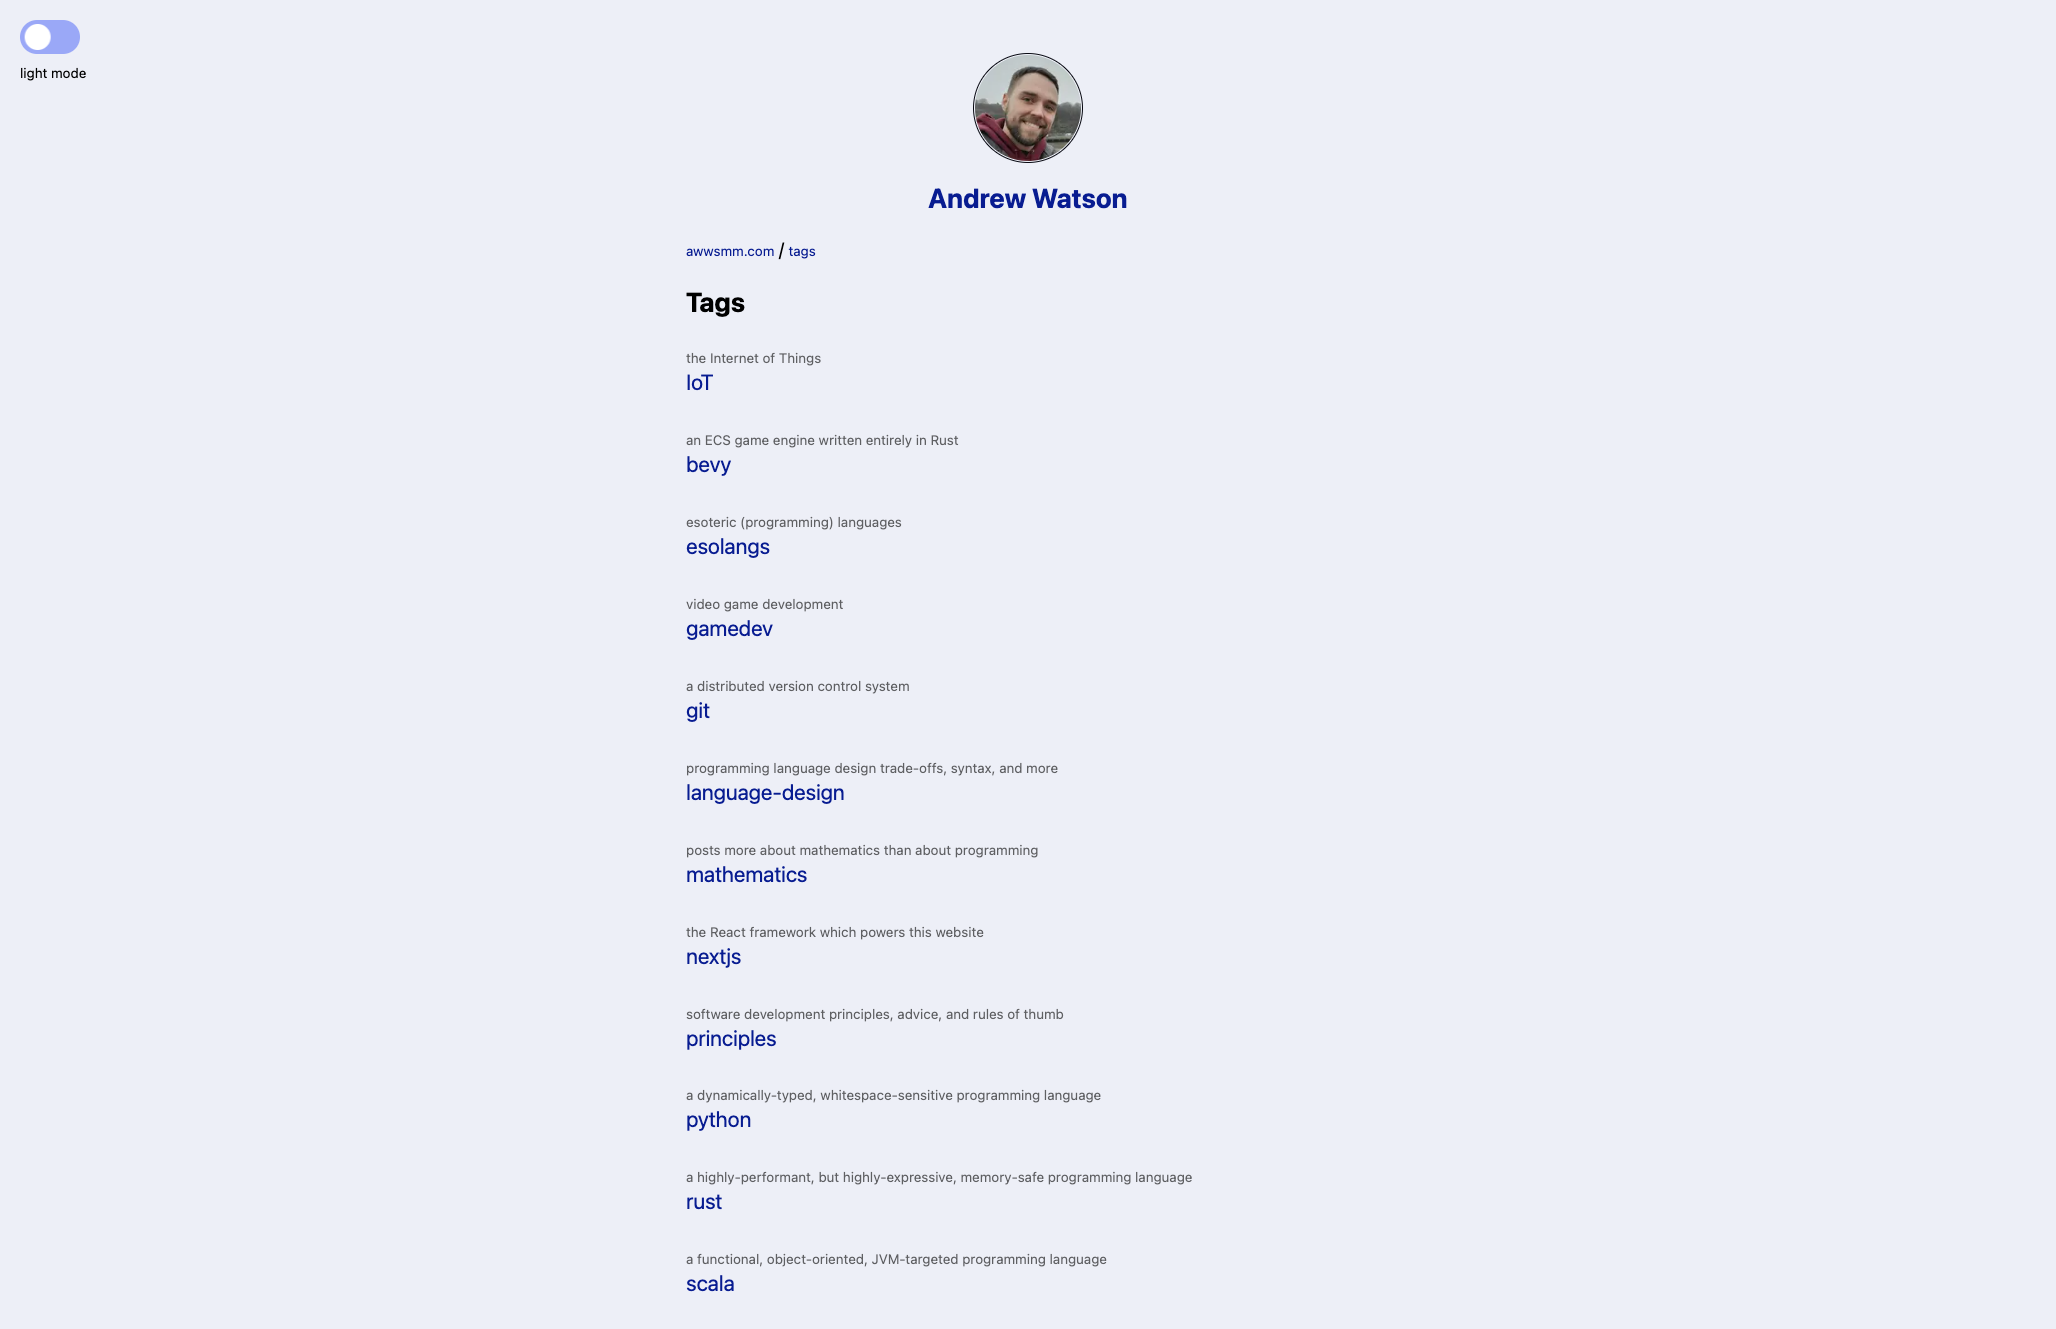 light mode
Andrew Watson
awwsmm.com / tags
Tags
the Internet of Things
IoT
an ECS game engine written entirely in Rust
bevy
esoteric (programming) languages
esolangs
video game development
gamedev
a distributed version control system
git
programming language design trade-offs, syntax, and more
language-design
posts more about mathematics than about programming
mathematics
the React framework which powers this website
nextjs
software development principles, advice, and rules of thumb
principles
a dynamically-typed, whitespace-sensitive programming language
python
a highly-performant, but highly-expressive, memory-safe programming language
rust
a functional, object-oriented, JVM-targeted programming language
scala